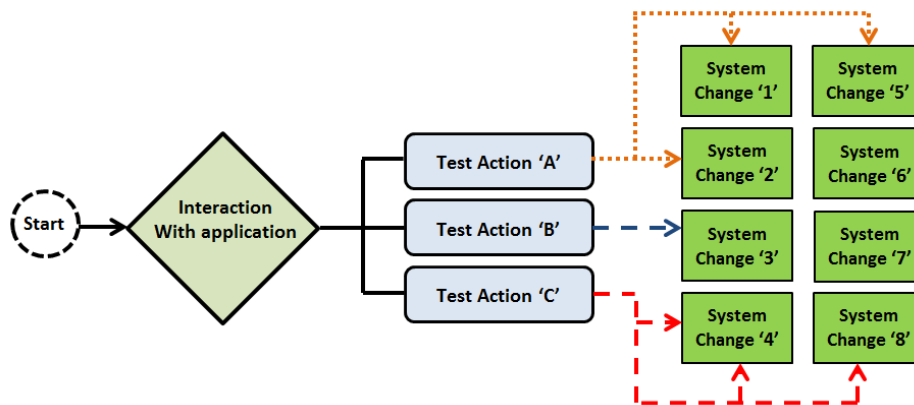 Start
Interaction
With application
Test Action ‘A’
Test Action ‘B’
Test Action ‘C’
System
Change ‘1’
System
Change ‘5’
System
Change ‘2’
System
Change ‘6’
System
Change ‘3’
System
Change ‘7’
System
Change ‘4’
System
Change ‘8’